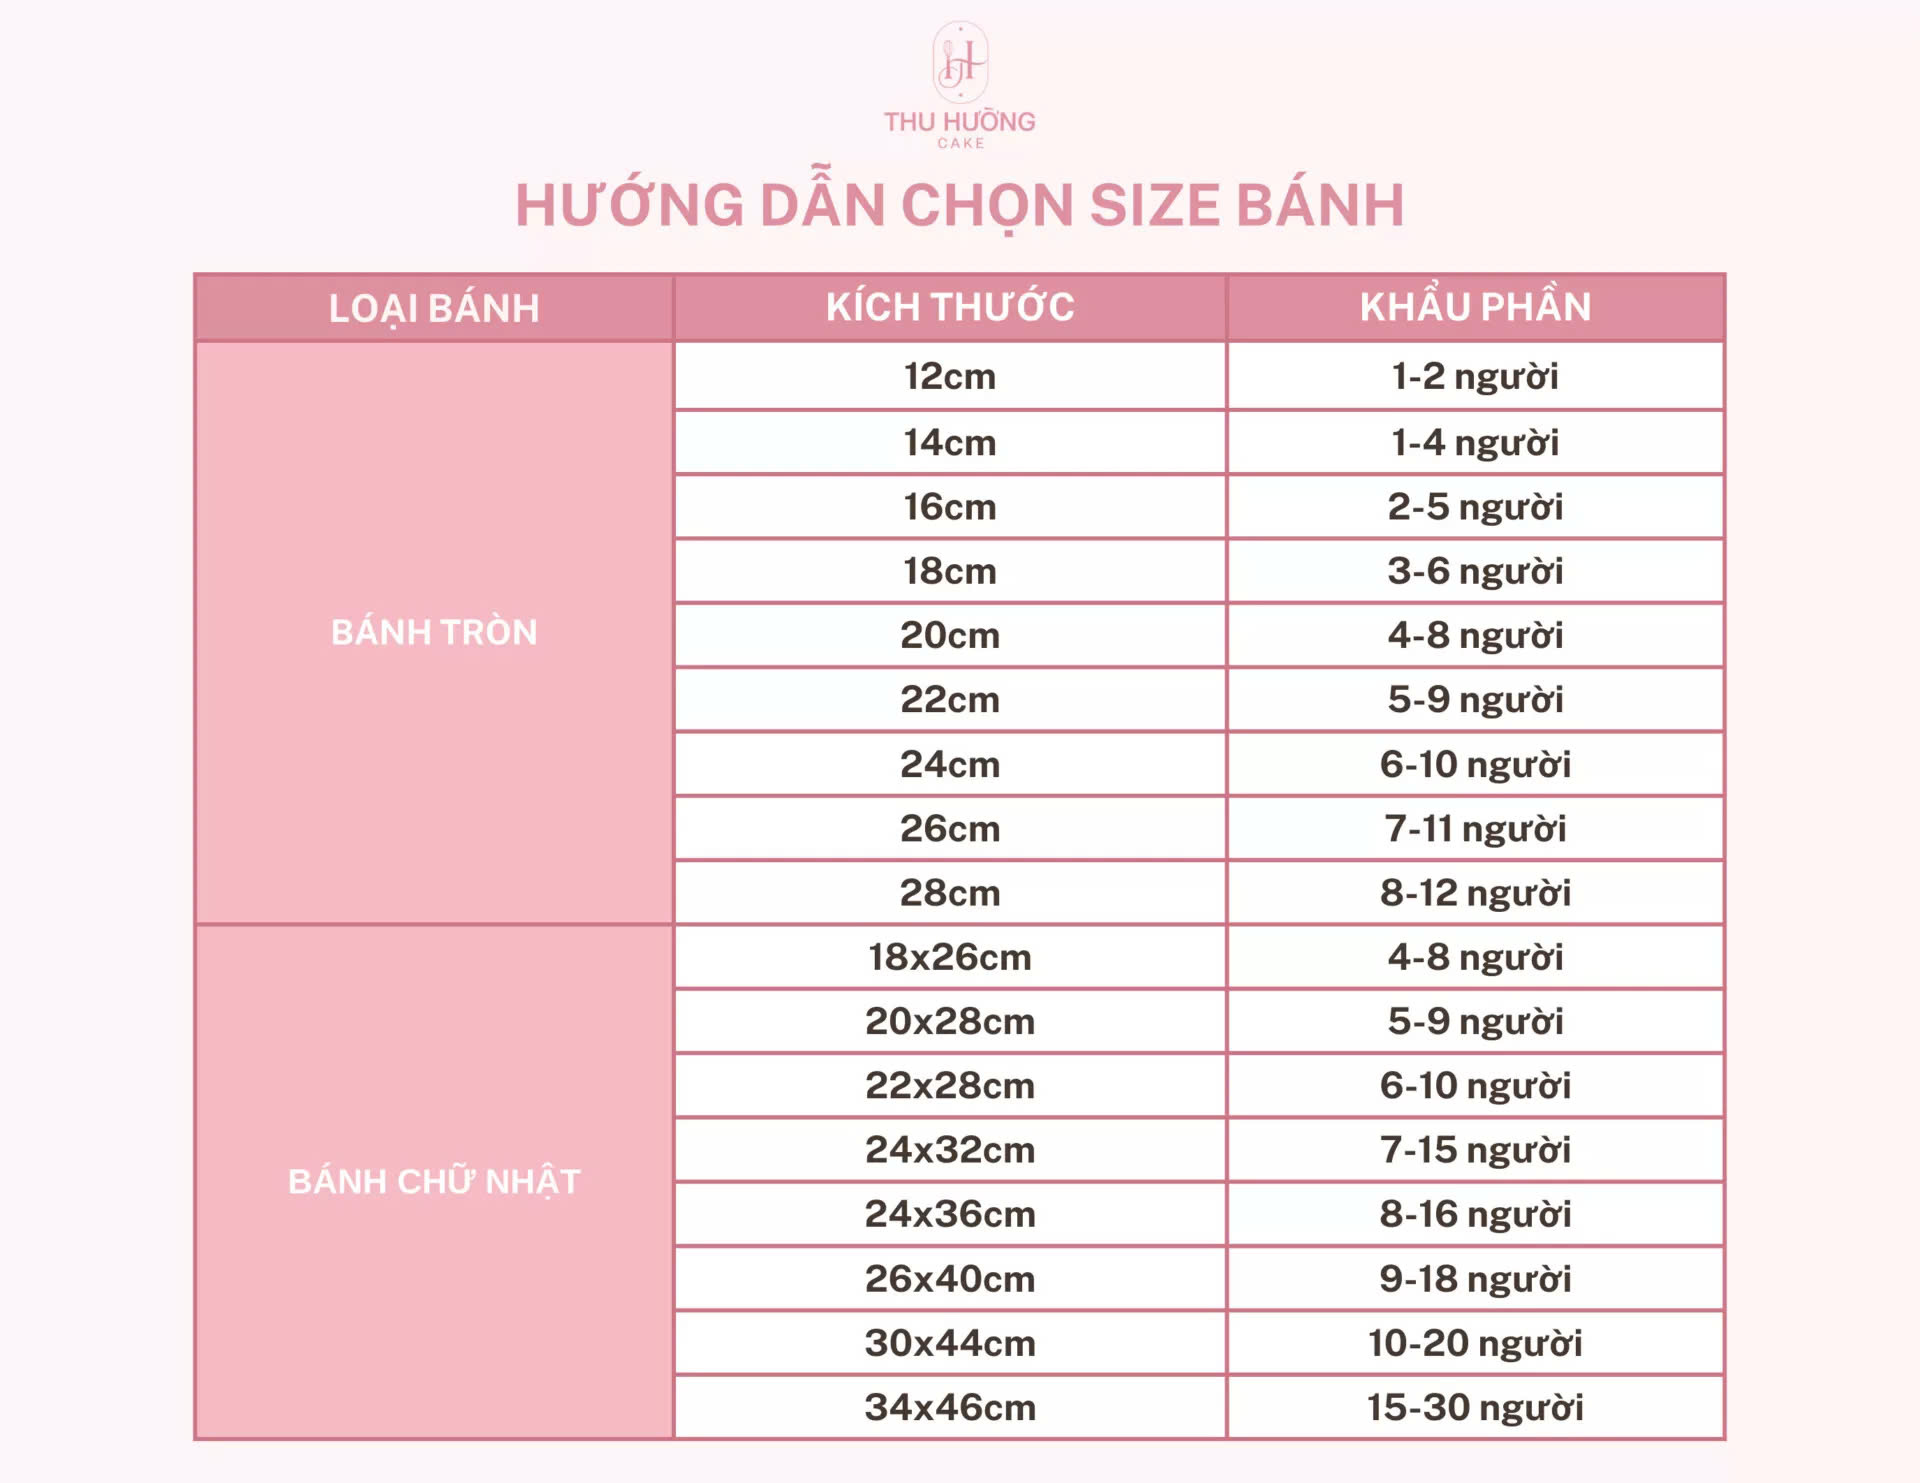 THU HƯỜNG
CAKE
HƯỚNG DẪN CHỌN SIZE BÁNH
LOẠI BÁNH KÍCH THƯỚC KHẨU PHẦN
BÁNH TRÒN
12cm 1-2 người
14cm 1-4 người
16cm 2-5 người
18cm 3-6 người
20cm 4-8 người
22cm 5-9 người
24cm 6-10 người
26cm 7-11 người
28cm 8-12 người
BÁNH CHỮ NHẬT
18x26cm 4-8 người
20x28cm 5-9 người
22x28cm 6-10 người
24x32cm 7-15 người
24x36cm 8-16 người
26x40cm 9-18 người
30x44cm 10-20 người
34x46cm 15-30 người